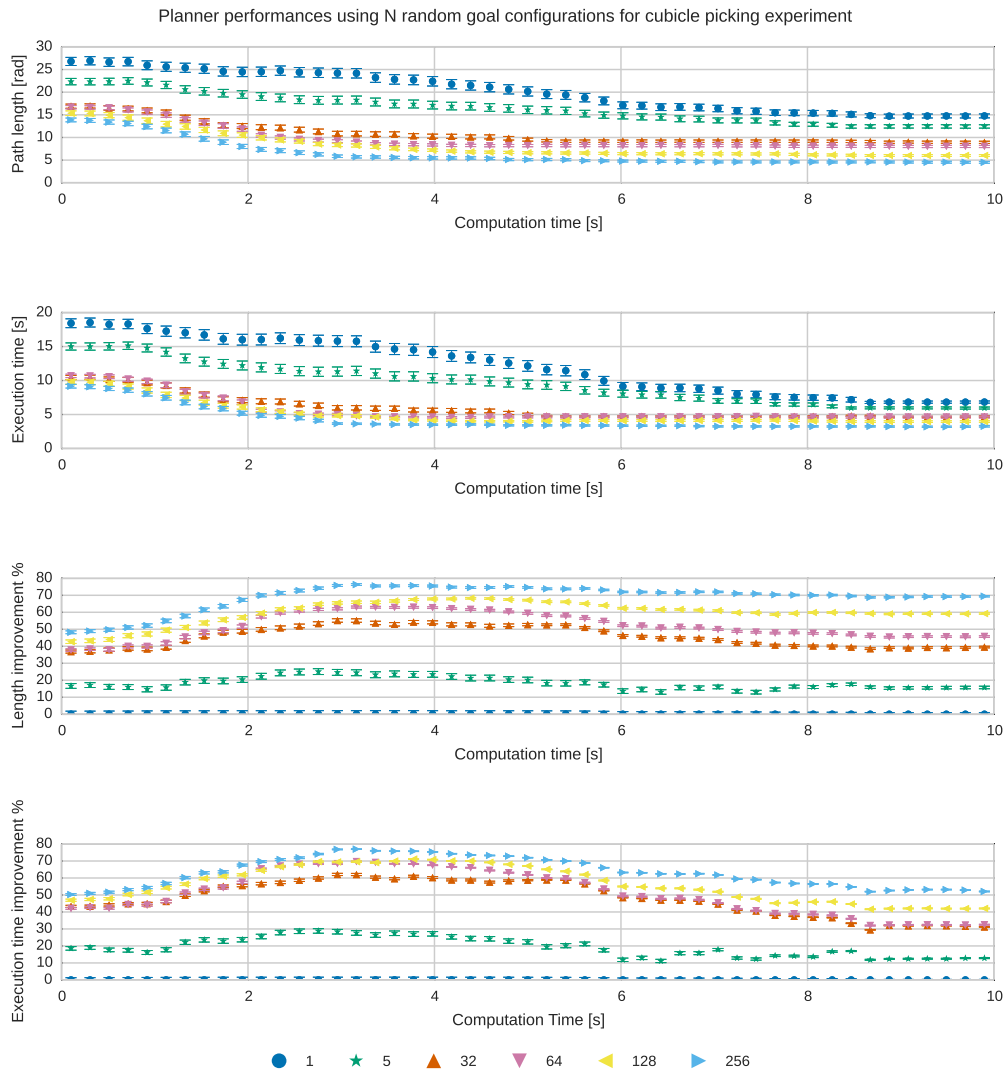 Planner performances using N random goal configurations for cubicle picking experiment
Path length [rad]
30
25
20
15
10
5
0
0 2 4 6 8 10
Computation time [s]
Execution time [s]
20
15
10
5
0
0 2 4 6 8 10
Computation time [s]
Length improvement %
80
70
60
50
40
30
20
10
0
0 2 4 6 8 10
Computation time [s]
Execution time improvement %
80
70
60
50
40
30
20
10
0
0 2 4 6 8 10
Computation Time [s]
1 5 32 64 128 256